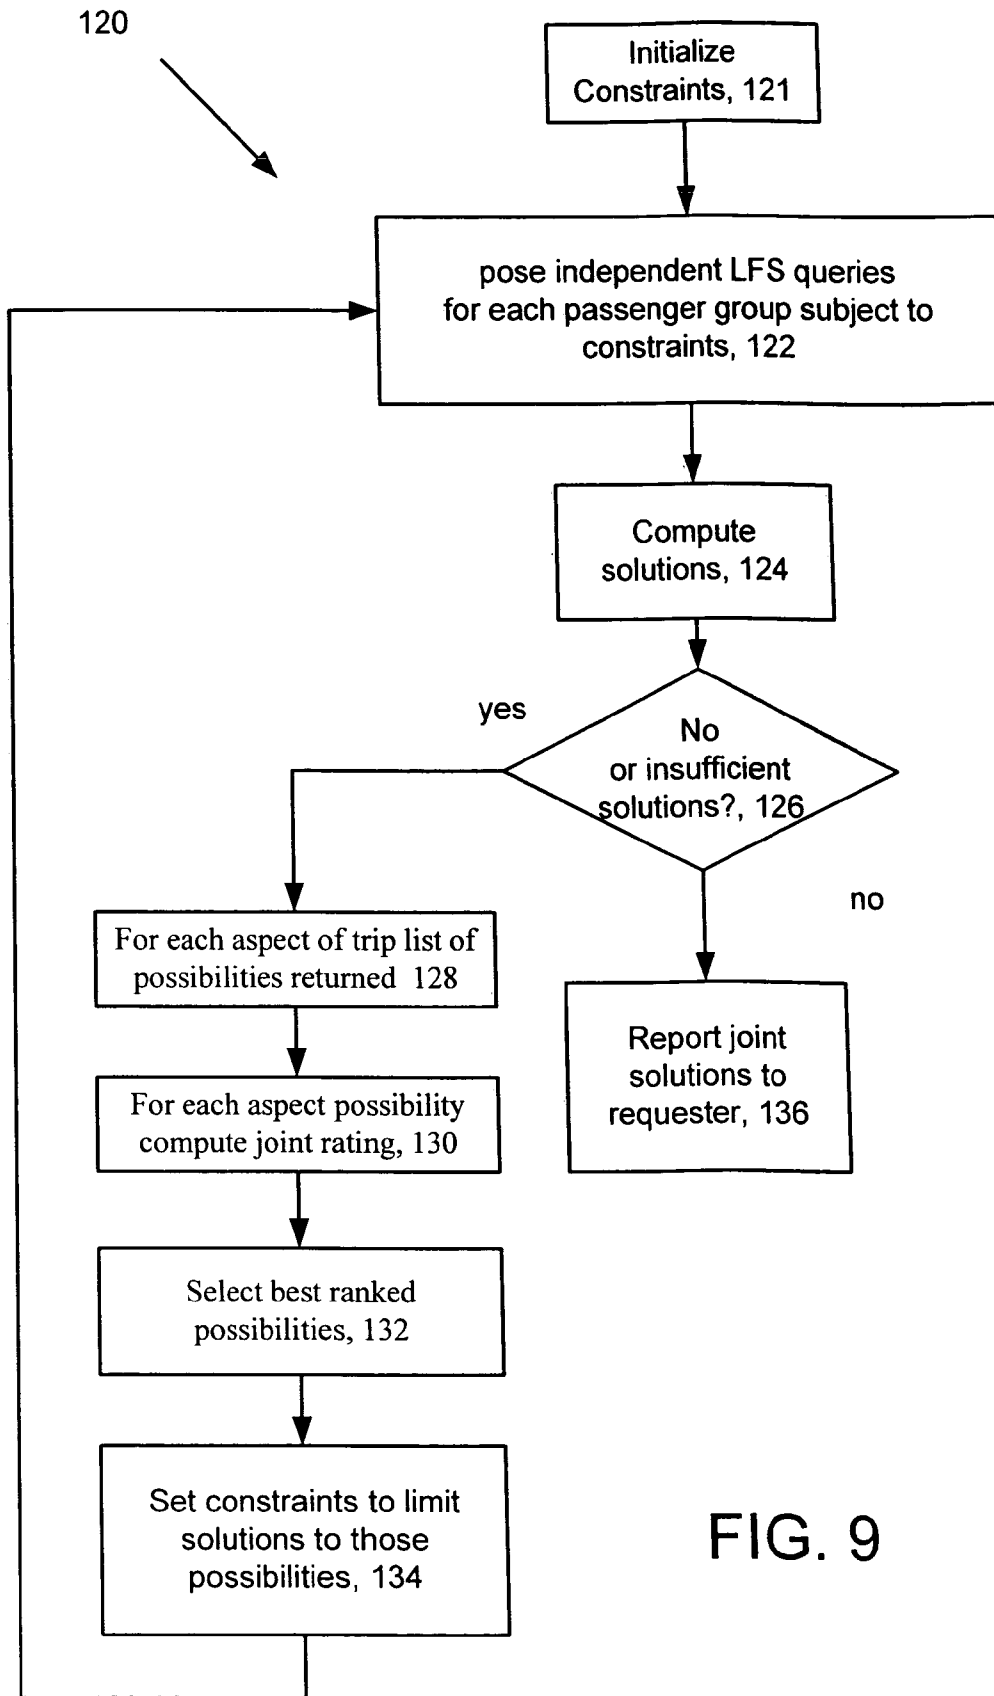 120
Initialize
Constraints, 121
pose independent LFS queries
for each passenger group subject to
constraints, 122
Compute
solutions, 124
yes
No
or insufficient
solutions?, 126
no
For each aspect of trip list of
possibilities returned 128
Report joint
solutions to
requester, 136
For each aspect possibility
compute joint rating, 130
Select best ranked
possibilities, 132
Set constraints to limit
solutions to those
possibilities, 134
FIG. 9